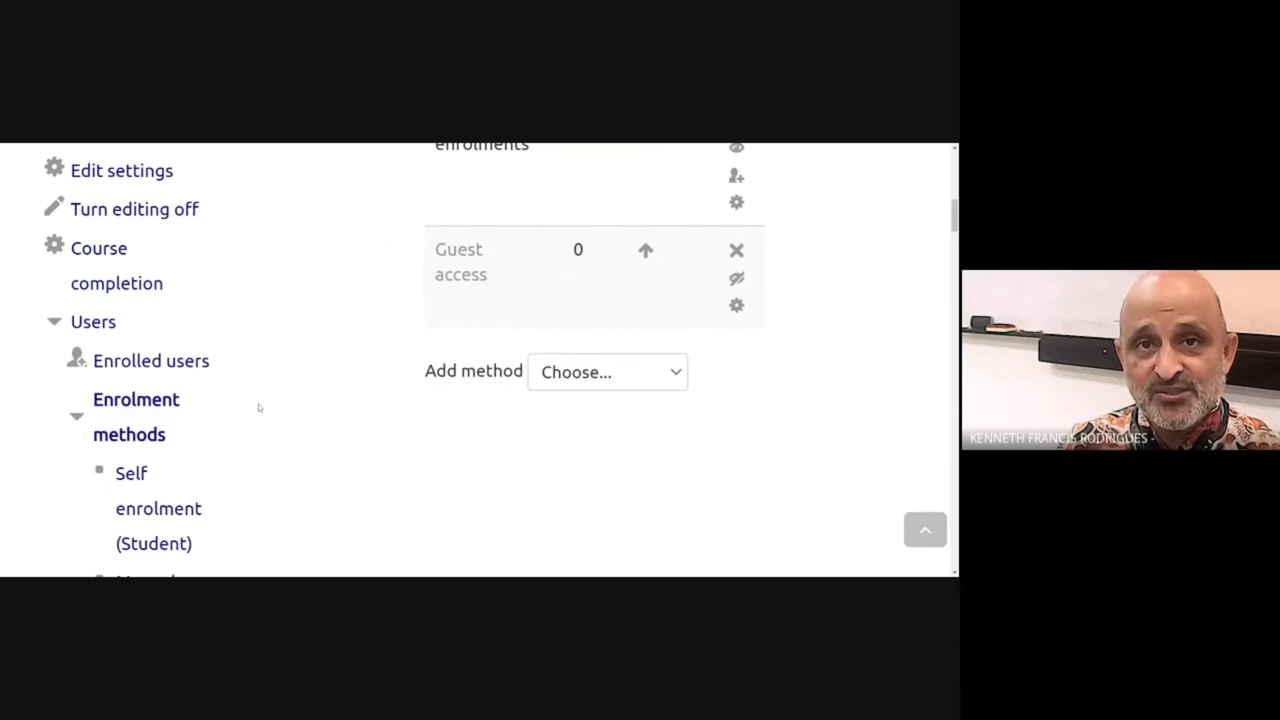 enrolments
Edit settings
Turn editing off
Course
completion
Users
Enrolled users
Enrolment
methods
Self
enrolment
(Student)
Guest
access
0
Add method Choose...
KENNETH FRANCIS RODRIGUES -